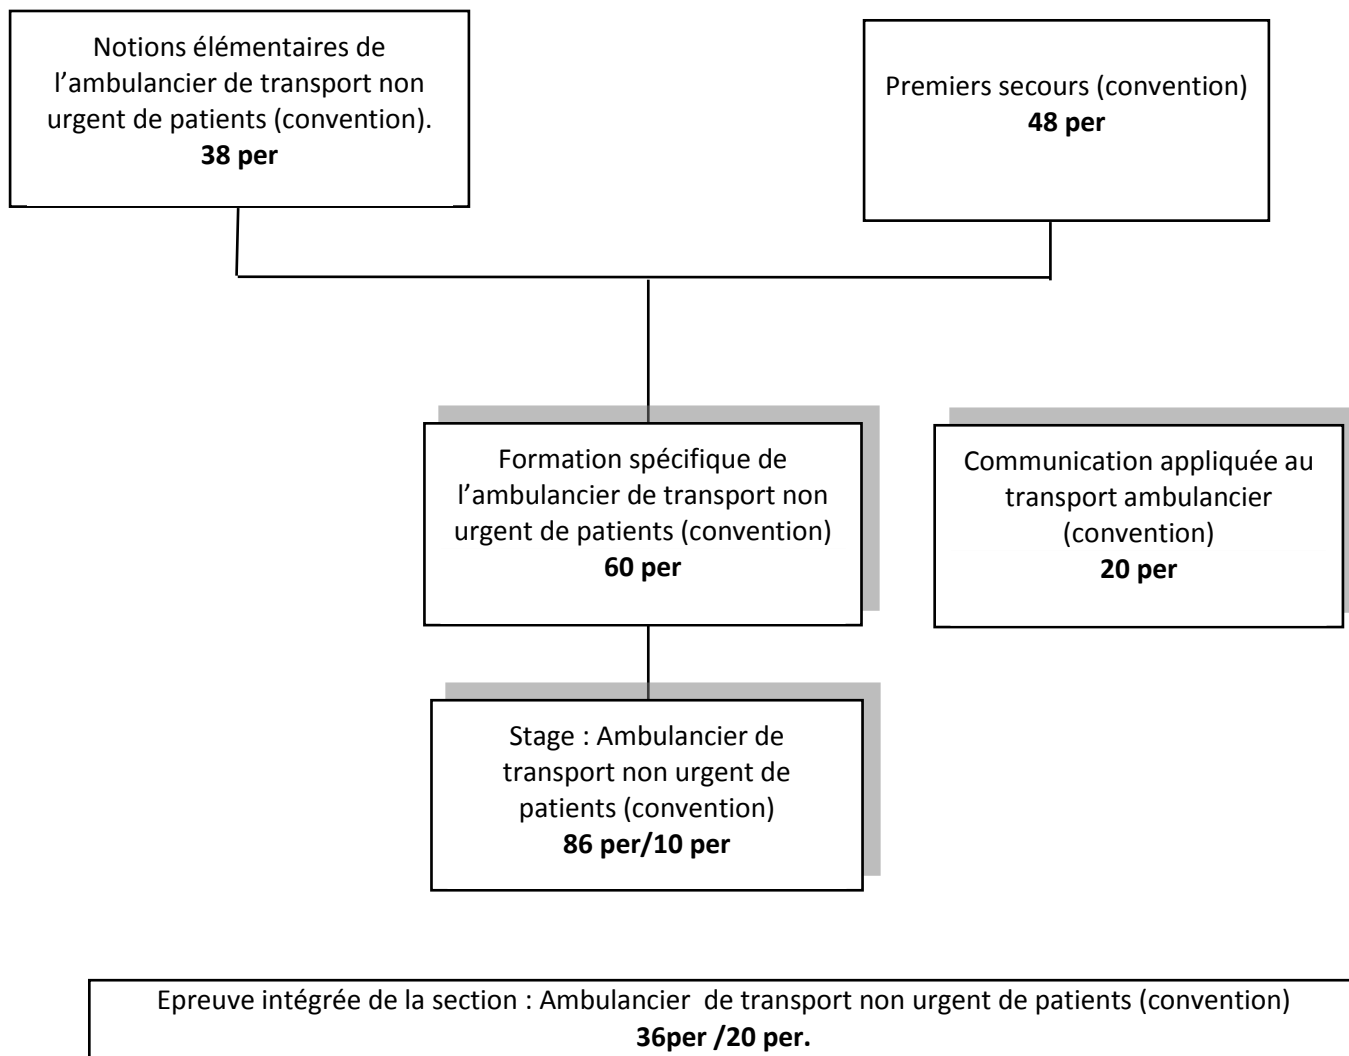 Notions élémentaires de
l’ambulancier de transport non
urgent de patients (convention).
38 per
Premiers secours (convention)
48 per
Formation spécifique de
l’ambulancier de transport non
urgent de patients (convention)
60 per
Communication appliquée au
transport ambulancier
(convention)
20 per
Stage : Ambulancier de
transport non urgent de
patients (convention)
86 per/10 per
Epreuve intégrée de la section : Ambulancier  de transport non urgent de patients (convention)
36per /20 per.